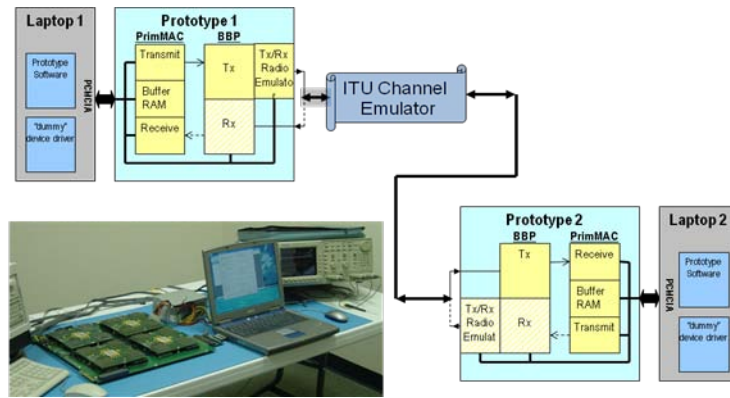 Laptop 1
Prototype
Software
"dummy"
device driver
PCMCIA
Prototype 1
PrimMAC
BBP
Transmit
Buffer
RAM
Receive
Tx
Rx
Tx/Rx
Radio
Emulato
r
ITU Channel
Emulator
Prototype 2
BBP
PrimMAC
Tx
Rx
Tx/Rx
Radio
Emulat
Receive
Buffer
RAM
Transmit
Laptop 2
PCMCIA
Prototype
Software
"dummy"
device driver